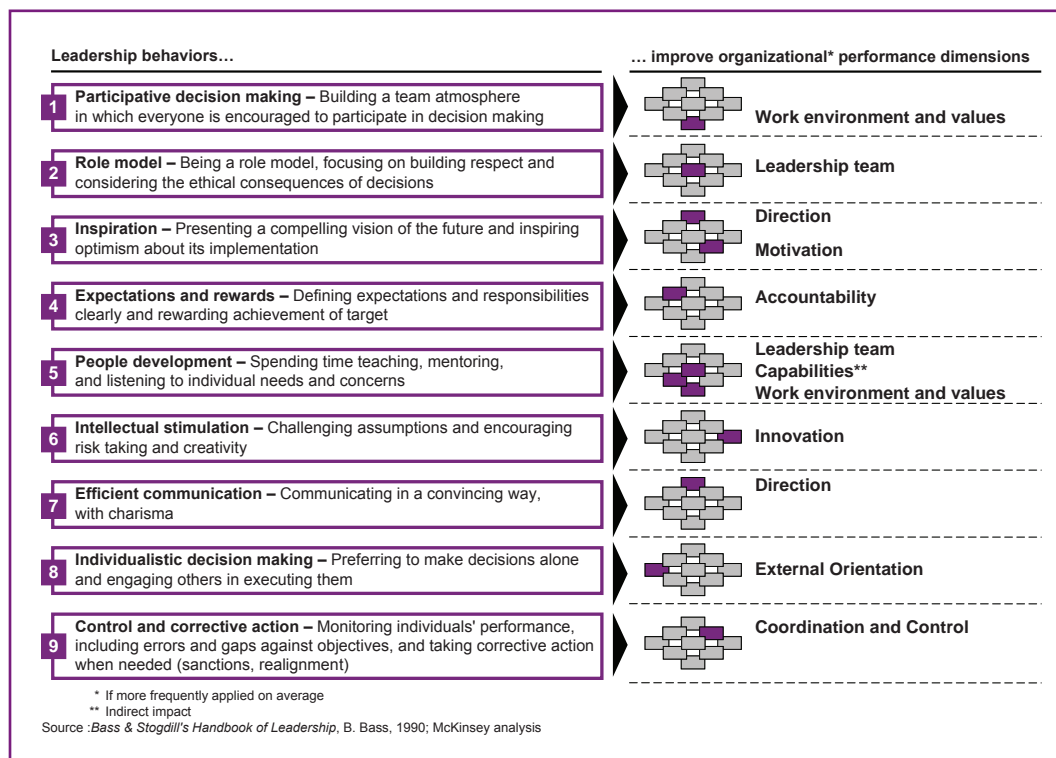 Leadership behaviors…
… improve organizational* performance dimensions
1
Participative decision making – Building a team atmosphere
in which everyone is encouraged to participate in decision making
Work environment and values
2
Role model – Being a role model, focusing on building respect and
considering the ethical consequences of decisions
Leadership team
3
Inspiration – Presenting a compelling vision of the future and inspiring
optimism about its implementation
Direction
Motivation
4
Expectations and rewards – Defining expectations and responsibilities
clearly and rewarding achievement of target
Accountability
5
People development – Spending time teaching, mentoring,
and listening to individual needs and concerns
Leadership team
Capabilities**
Work environment and values
6
Intellectual stimulation – Challenging assumptions and encouraging
risk taking and creativity
Innovation
7
Efficient communication – Communicating in a convincing way,
with charisma
Direction
8
Individualistic decision making – Preferring to make decisions alone
and engaging others in executing them
External Orientation
9
Control and corrective action – Monitoring individuals' performance,
including errors and gaps against objectives, and taking corrective action
when needed (sanctions, realignment)
Coordination and Control
* If more frequently applied on average
** Indirect impact
Source :Bass & Stogdill's Handbook of Leadership, B. Bass, 1990; McKinsey analysis